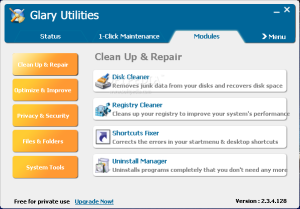 Glary Utilities
Status
1-Click Maintenance
Modules
Menu
Clean Up & Repair
Optimize & Improve
Privacy & Security
Files & Folders
System Tools
Clean Up & Repair
Disk Cleaner
Removes junk data from your disks and recovers disk space
Registry Cleaner
Cleans up your registry to improve your system's performance
Shortcuts Fixer
Corrects the errors in your startmenu & desktop shortcuts
Uninstall Manager
Uninstalls programs completely that you don't need any more
Free for private use Upgrade Now!
Version : 2.3.4.128